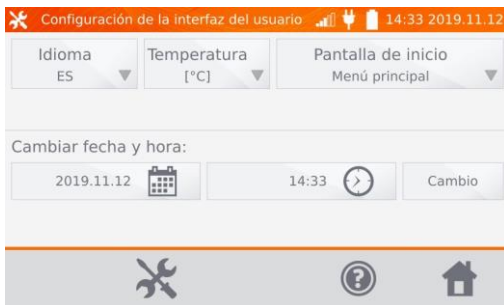 Configuración de la interfaz del usuario 14:33 2019.11.12
Idioma Temperatura Pantalla de inicio
ES [°C] Menú principal
Cambiar fecha y hora:
2019.11.12 14:33 Cambio
?